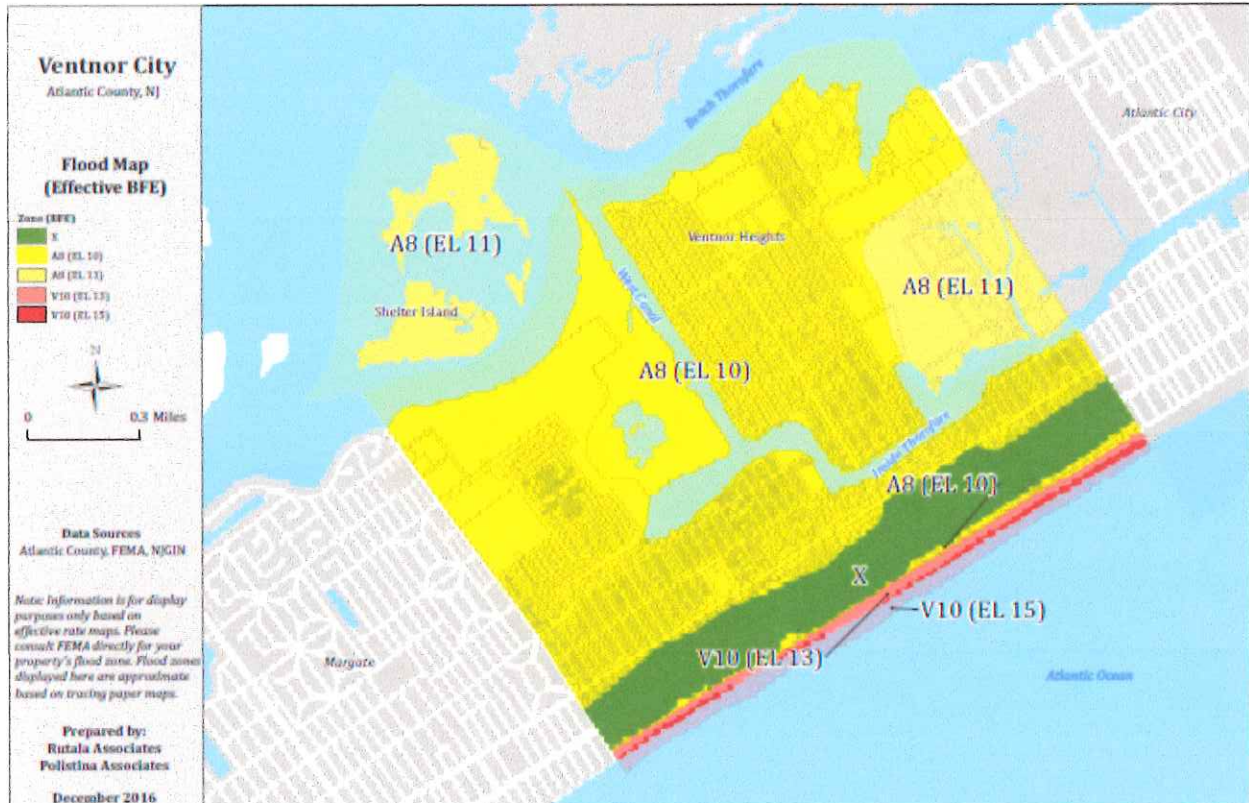 Ventnor City
Atlantic County, NJ
Flood Map
(Effective BFE)
Zone (BFE)
X
A8 (EL 10)
A8 (EL 11)
V10 (EL 13)
V10 (EL 15)
N
0
0.3 Miles
Data Sources
Atlantic County, FEMA, NJGIN
Note: Information is for display
purposes only based on
effective rate maps. Please
consult FEMA directly for your
property's flood zone. Flood zones
displayed here are approximate
based on tracing paper maps.
Prepared by:
Rutala Associates
Polistina Associates
December 2016
Beach Thorofare
Atlantic City
A8 (EL 11)
Ventnor Heights
West Canal
A8 (EL 11)
Shelter Island
A8 (EL 10)
Inside Thorofare
A8 (EL 10)
X
V10 (EL 15)
V10 (EL 13)
Margate
Atlantic Ocean